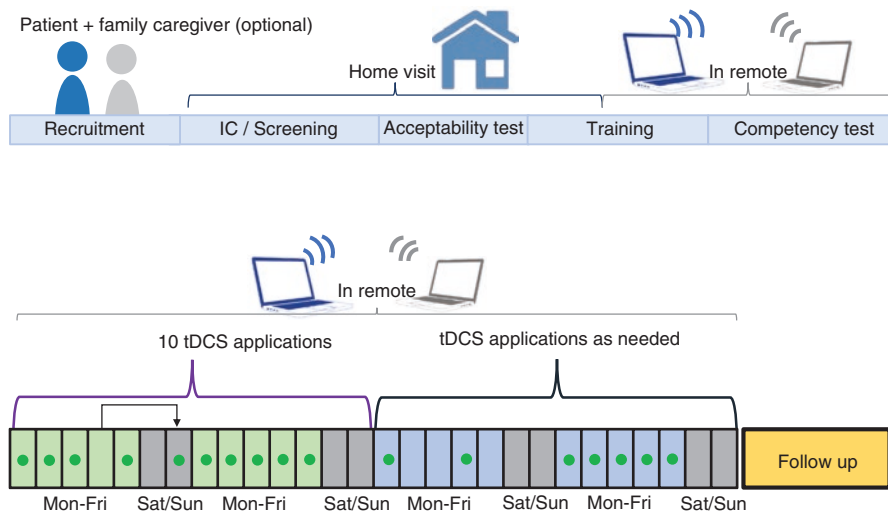 Patient + family caregiver (optional)
Home visit
In remote
Recruitment
IC / Screening
Acceptability test
Training
Competency test
In remote
10 tDCS applications
tDCS applications as needed
Follow up
Mon-Fri
Sat/Sun
Mon-Fri
Sat/Sun
Mon-Fri
Sat/Sun
Mon-Fri
Sat/Sun